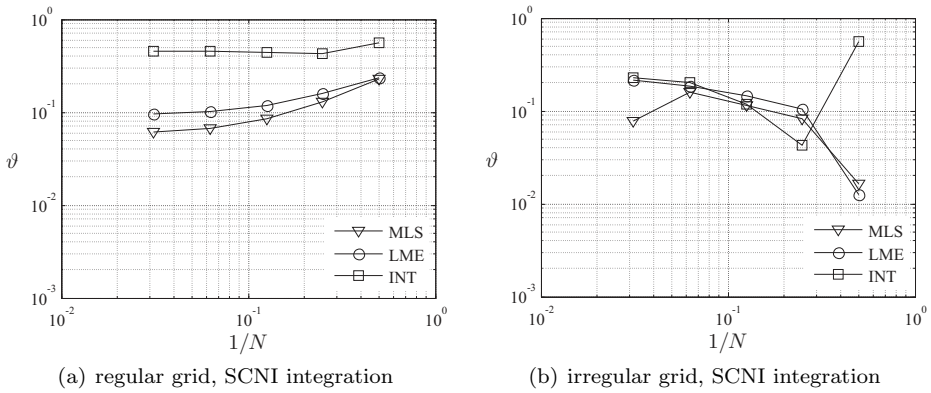 10^0
10^-1
ϑ
10^-2
10^-3
MLS
LME
INT
10^-2
10^-1
10^0
1/N
(a) regular grid, SCNI integration
10^0
10^-1
ϑ
10^-2
10^-3
MLS
LME
INT
10^-2
10^-1
10^0
1/N
(b) irregular grid, SCNI integration